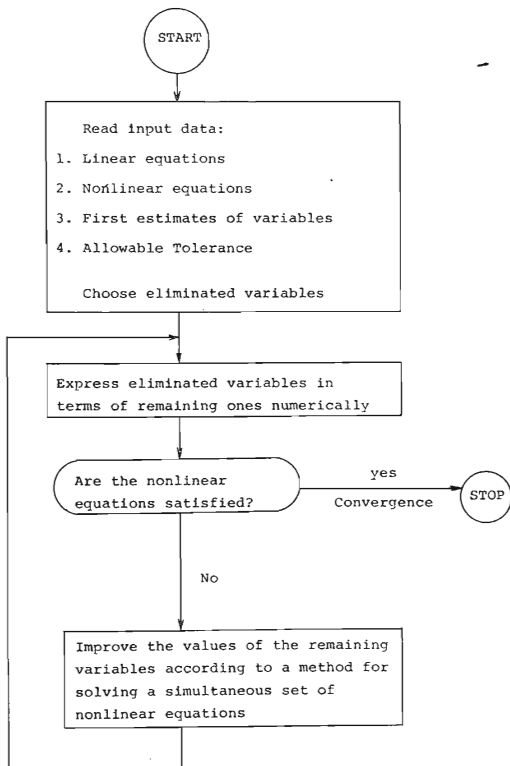 START
Read input data:
1. Linear equations
2. Nonlinear equations
3. First estimates of variables
4. Allowable Tolerance
Choose eliminated variables
Express eliminated variables in
terms of remaining ones numerically
Are the nonlinear
equations satisfied?
yes
Convergence
STOP
No
Improve the values of the remaining
variables according to a method for
solving a simultaneous set of
nonlinear equations